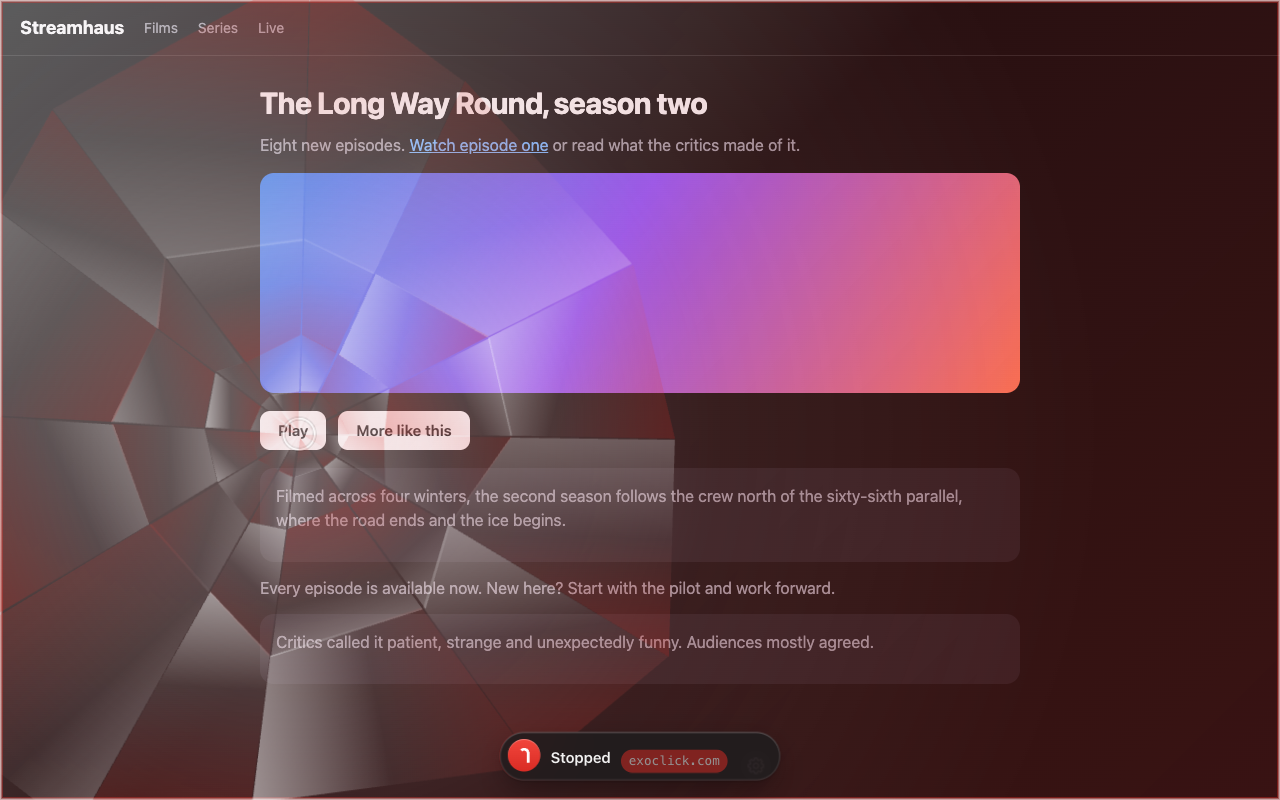 Streamhaus Films Series Live
The Long Way Round, season two
Eight new episodes. Watch episode one or read what the critics made of it.
Play More like this
Filmed across four winters, the second season follows the crew north of the sixty-sixth parallel,
where the road ends and the ice begins.
Every episode is available now. New here? Start with the pilot and work forward.
Critics called it patient, strange and unexpectedly funny. Audiences mostly agreed.
Stopped exoclick.com